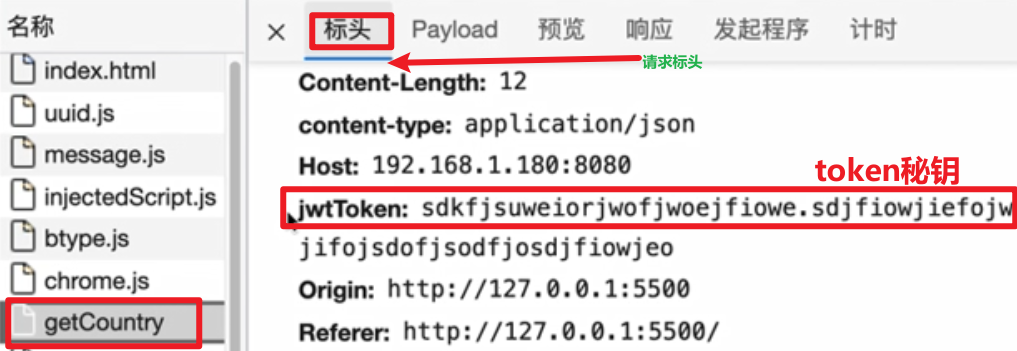 名称
index.html
uuid.js
message.js
injectedScript.js
btype.js
chrome.js
getCountry
× 标头 Payload 预览 响应 发起程序 计时
请求标头
Content-Length: 12
content-type: application/json
Host: 192.168.1.180:8080
token秘钥
jwtToken: sdkfjsuweiorjwofjwoejfiowe.sdjfiowjiefojw
jifojsdofjsodfjosdjfiowjeo
Origin: http://127.0.0.1:5500
Referer: http://127.0.0.1:5500/